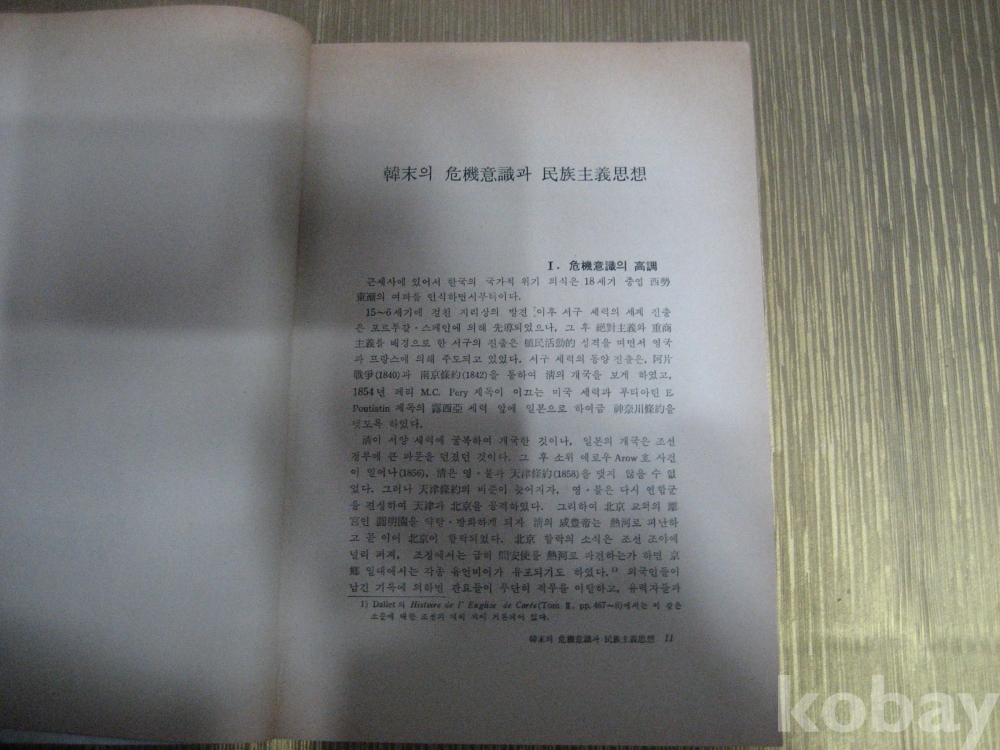 韓末의 危機意識과 民族主義思想
I. 危機意識의 高調
근세사에 있어서 한국의 국가적 위기 의식은 18세기 중엽 西勢
東漸의 여파를 인식하면서부터이다.
15～6세기에 걸친 지리상의 발견 이후 서구 세력의 세계 진출
은 포르투갈·스페인에 의해 先導되었으나, 그 후 絕對主義와 重商
主義를 배경으로 한 서구의 진출은 植民活動的 성격을 띠면서 영국
과 프랑스에 의해 주도되고 있었다. 서구 세력의 동양 진출은, 阿片
戰爭(1840)과 南京條約(1842)을 통하여 淸의 개국을 보게 하였고,
1854년 페리 M.C. Pery 제독이 이끄는 미국 세력과 푸티아틴 E.
Poutistin 제독의 露西亞 세력 앞에 일본으로 하여금 神奈川條約을
맺도록 하였다.
淸이 서양 세력에 굴복하여 개국한 것이나, 일본의 개국은 조선
정부에 큰 파문을 던졌던 것이다. 그 후 소위 애로우 Arow 호 사건
이 일어나(1856), 淸은 영·불과 天津條約(1858)을 맺지 않을 수 없
었다. 그러나 天津條約의 비준이 늦어지자, 영·불은 다시 연합군
을 결성하여 天津과 北京을 공격하였다. 그리하여 北京 교외의 離
宮인 圓明園을 약탈·방화하게 되자 淸의 咸豊帝는 熱河로 피난하
고 곧 이어 北京이 함락되었다. 北京 함락의 소식은 조선 조야에
널리 퍼져, 조정에서는 급히 問安使를 熱河로 파견하는가 하면 京
鄕 일대에서는 각종 유언비어가 유포되기도 하였다.1) 외국인들이
남긴 기록에 의하면 관료들이 무단히 직무를 이탈하고, 유력자들과
1) Dallet의 Histoire de l' Englise de Corée(Tom II, pp. 467～8)에서는 이 같은
소문에 대한 조선의
韓末의 危機意識과 民族主義思想 11
kobay